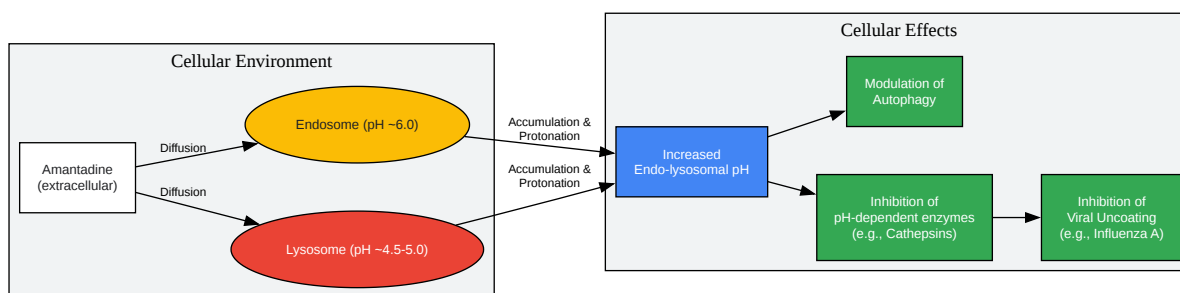 Cellular Environment
Amantadine
(extracellular)
Diffusion
Diffusion
Endosome (pH ~6.0)
Lysosome (pH ~4.5-5.0)
Accumulation &
Protonation
Accumulation &
Protonation
Cellular Effects
Increased
Endo-lysosomal pH
Modulation of
Autophagy
Inhibition of
pH-dependent enzymes
(e.g., Cathepsins)
Inhibition of
Viral Uncoating
(e.g., Influenza A)